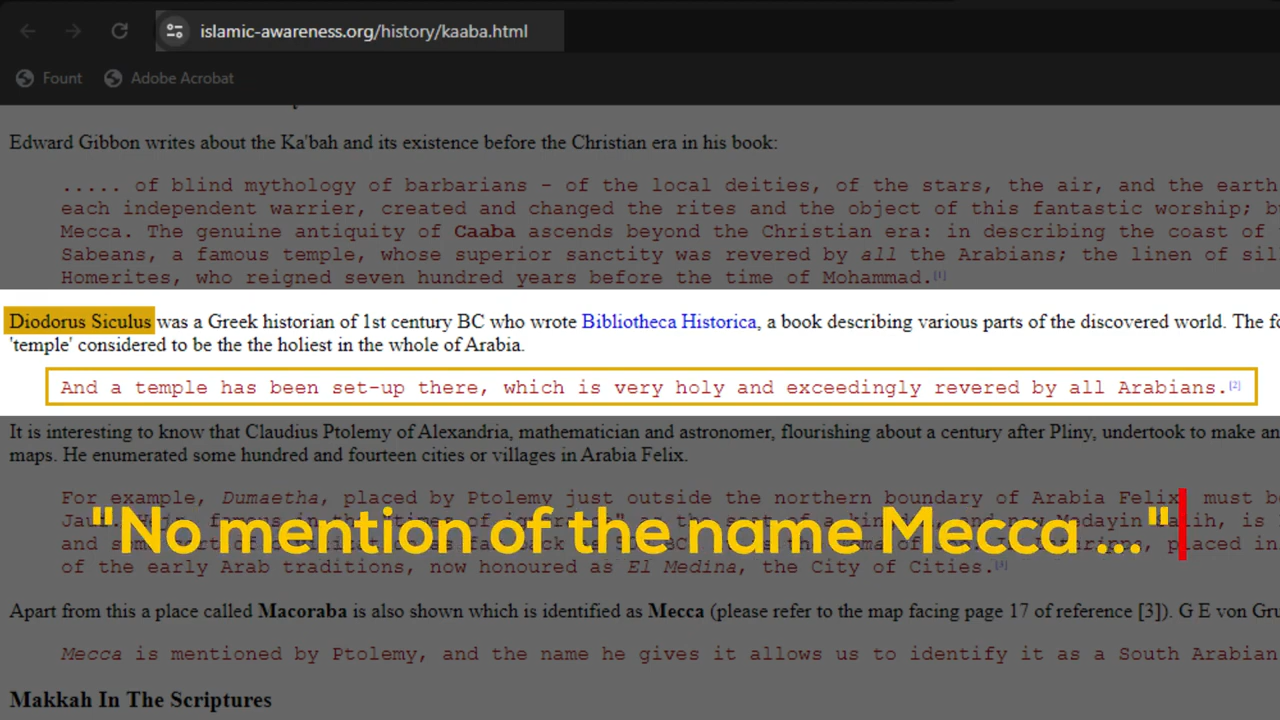 islamic-awareness.org/history/kaaba.html
Fount Adobe Acrobat
Edward Gibbon writes about the Ka'bah and its existence before the Christian era in his book:
..... of blind mythology of barbarians - of the local deities, of the stars, the air, and the earth
each independent warrier, created and changed the rites and the object of this fantastic worship;
Mecca. The genuine antiquity of Caaba ascends beyond the Christian era: in describing the coast of
Sabeans, a famous temple, whose superior sanctity was revered by all the Arabians; the linen of
Homerites, who reigned seven hundred years before the time of Mohammad.[1]
Diodorus Siculus was a Greek historian of 1st century BC who wrote Bibliotheca Historica, a book describing various parts of the discovered world. The
'temple' considered to be the the holiest in the whole of Arabia.
And a temple has been set-up there, which is very holy and exceedingly revered by all Arabians.[2]
It is interesting to know that Claudius Ptolemy of Alexandria, mathematician and astronomer, flourishing about a century after Pliny, undertook to make
maps. He enumerated some hundred and fourteen cities or villages in Arabia Felix.
For example, Dumaetha, placed by Ptolemy just outside the northern boundary of Arabia Felix must
"No mention of the name Mecca ..."
of the early Arab traditions, now honoured as El Medina, the City of Cities.[3]
Apart from this a place called Macoraba is also shown which is identified as Mecca (please refer to the map facing page 17 of reference [3]). G E von
Mecca is mentioned by Ptolemy, and the name he gives it allows us to identify it as a South Arabian
Makkah In The Scriptures